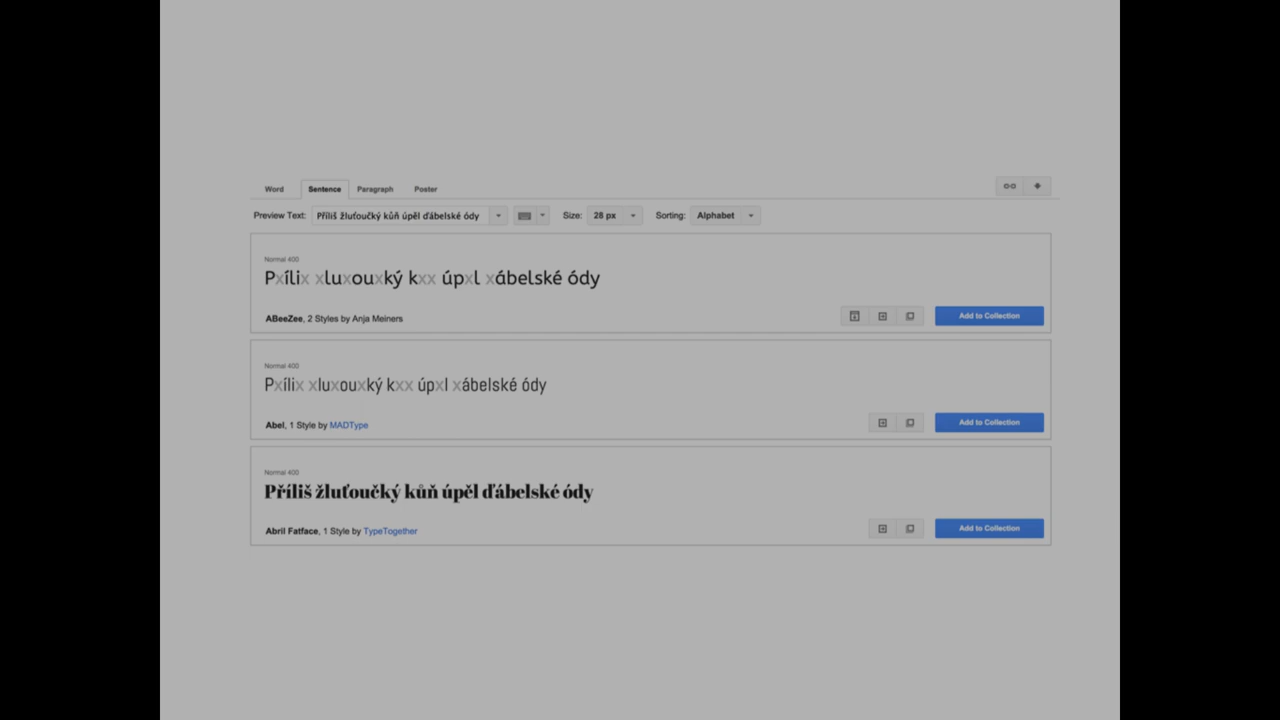 Word Sentence Paragraph Poster
Preview Text: Příliš žluťoučký kůň úpěl ďábelské ódy Size: 28 px Sorting: Alphabet
Normal 400
Pxílix xluxouxký kxx úpxl xábelské ódy
ABeeZee, 2 Styles by Anja Meiners
Add to Collection
Normal 400
Pxílix xluxouxký kxx úpxl xábelské ódy
Abel, 1 Style by MADType
Add to Collection
Normal 400
Příliš žluťoučký kůň úpěl ďábelské ódy
Abril Fatface, 1 Style by TypeTogether
Add to Collection